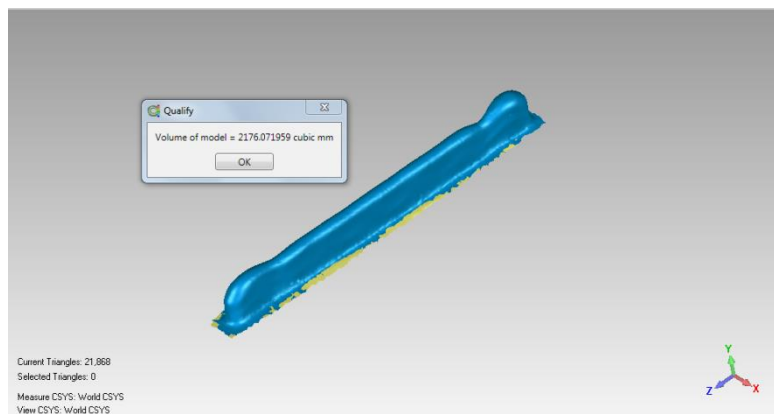 Qualify
Volume of model = 2176.071959 cubic mm
OK
Current Triangles: 21,868
Selected Triangles: 0
Measure CSYS: World CSYS
View CSYS: World CSYS
Y
Z
X